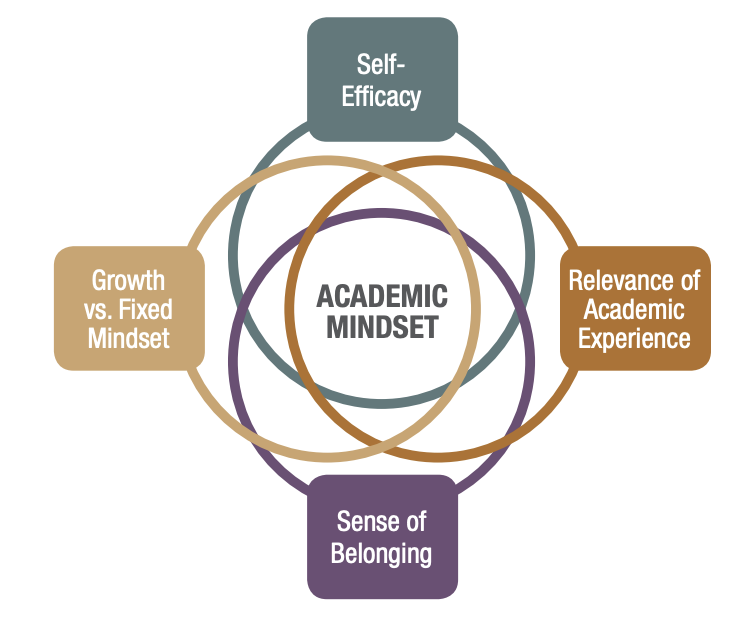 Self-
Efficacy
Growth
vs. Fixed
Mindset
ACADEMIC
MINDSET
Relevance of
Academic
Experience
Sense of
Belonging